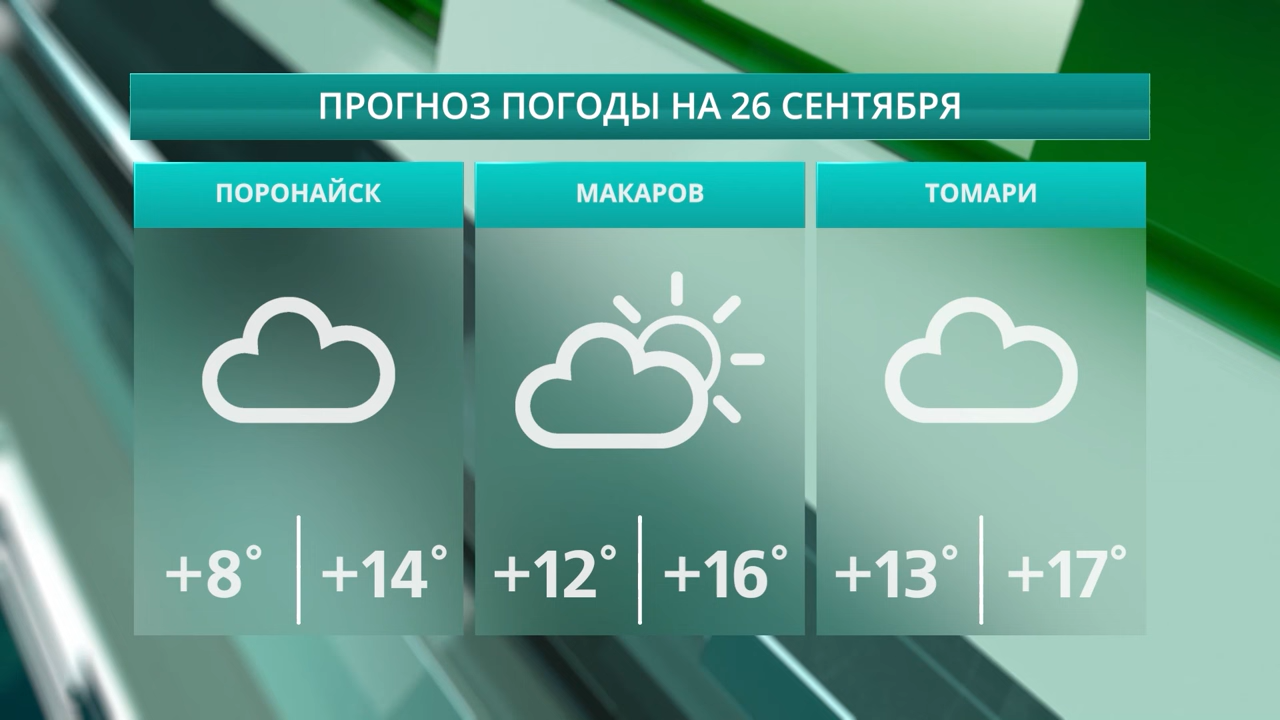 ПРОГНОЗ ПОГОДЫ НА 26 СЕНТЯБРЯ
ПОРОНАЙСК
+8° +14°
МАКАРОВ
+12° +16°
ТОМАРИ
+13° +17°